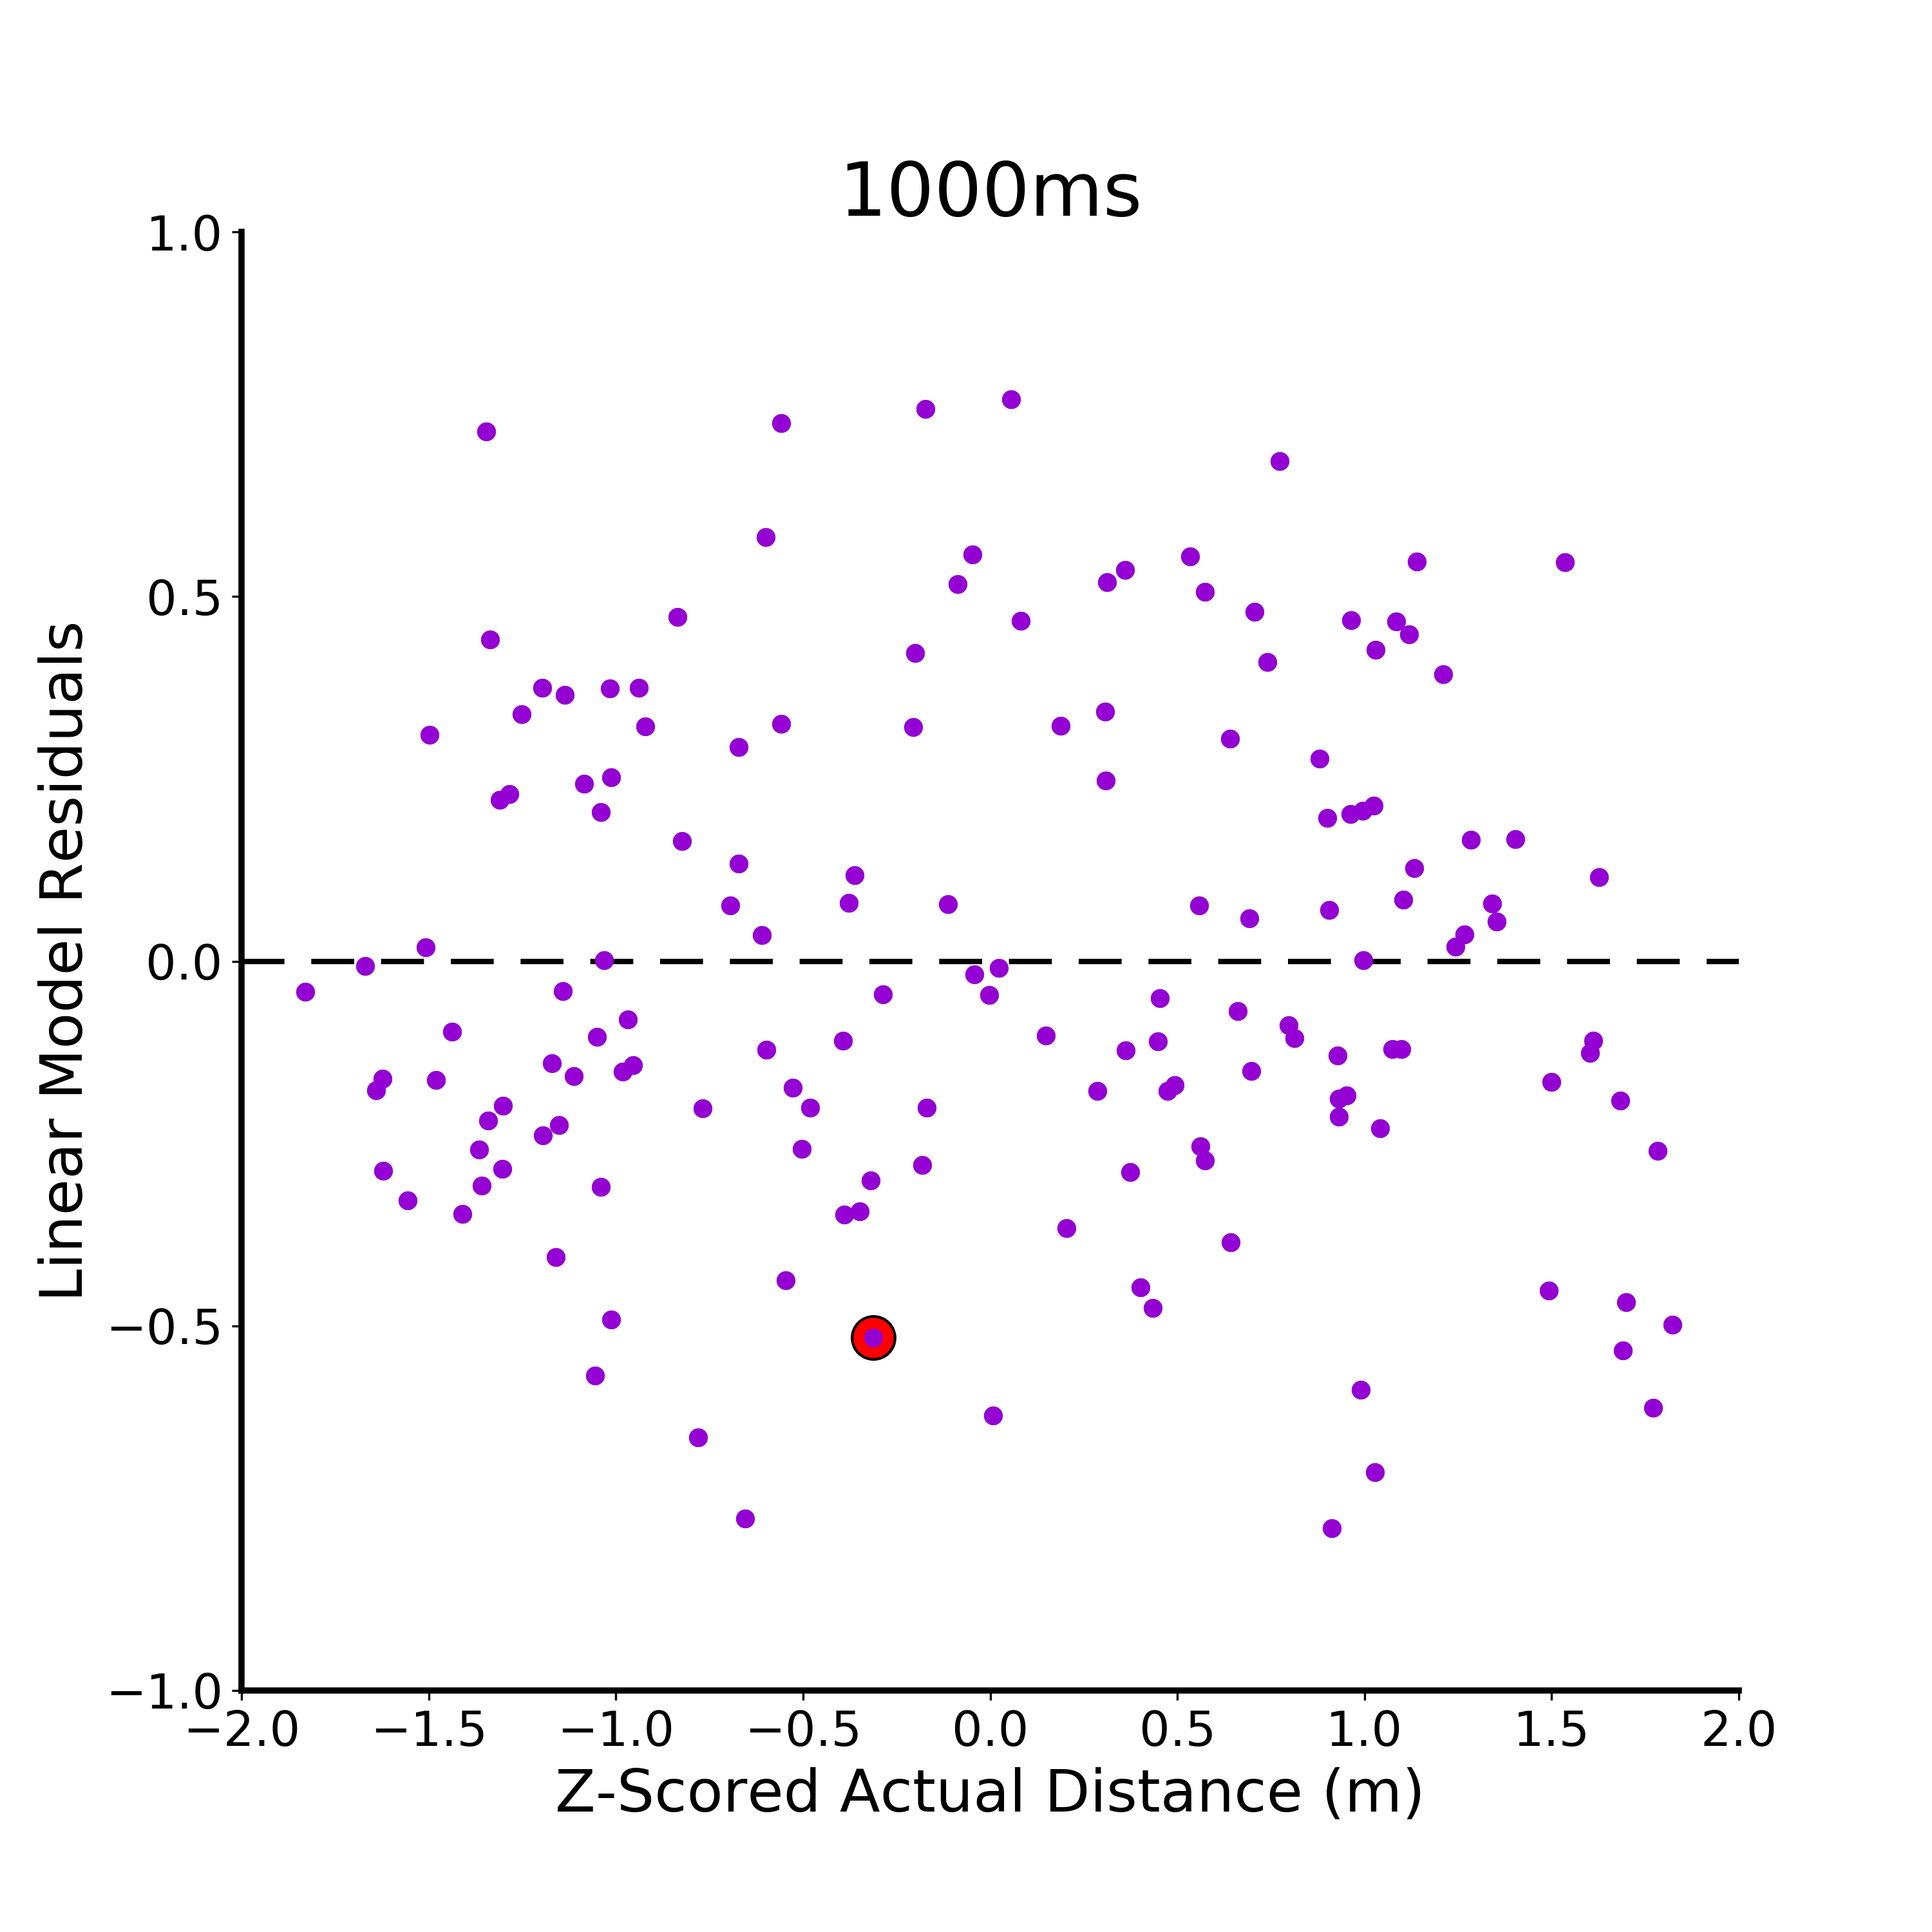 1000ms
1.0
0.5
0.0
−0.5
−1.0
Linear Model Residuals
−2.0 −1.5 −1.0 −0.5 0.0 0.5 1.0 1.5 2.0
Z-Scored Actual Distance (m)